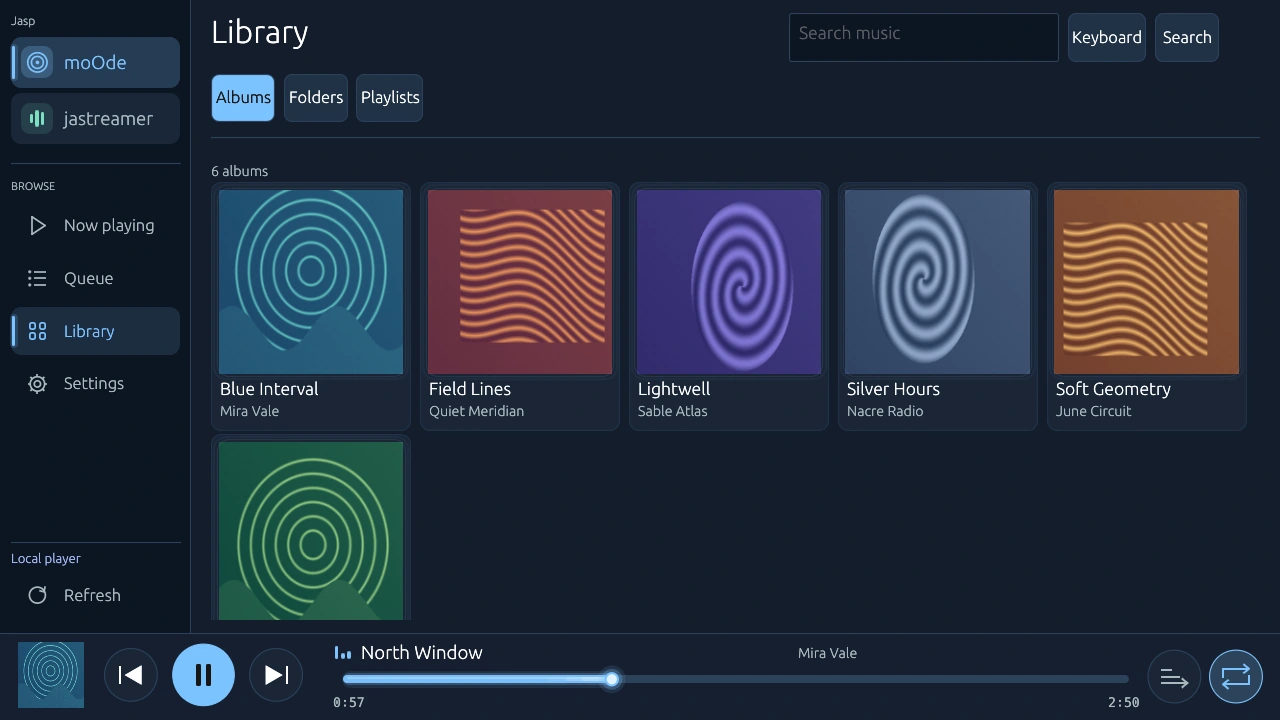 Jasp
moOde
jastreamer
BROWSE
Now playing
Queue
Library
Settings
Local player
Refresh
Library
Search music
Keyboard
Search
Albums
Folders
Playlists
6 albums
Blue Interval
Mira Vale
Field Lines
Quiet Meridian
Lightwell
Sable Atlas
Silver Hours
Nacre Radio
Soft Geometry
June Circuit
North Window
Mira Vale
0:57
2:50